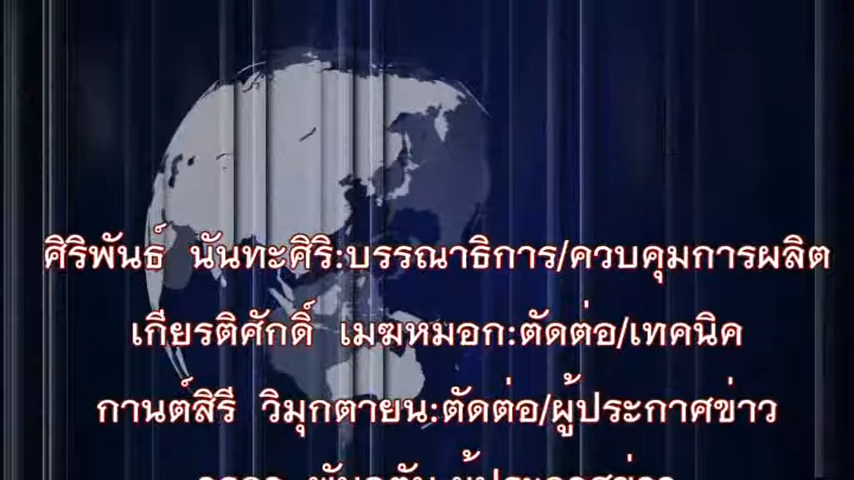 ศิริพันธ์ นันทะศิริ:บรรณาธิการ/ควบคุมการผลิต
เกียรติศักดิ์ เมฆหมอก:ตัดต่อ/เทคนิค
กานต์สิรี วิมุกตายน:ตัดต่อ/ผู้ประกาศข่าว